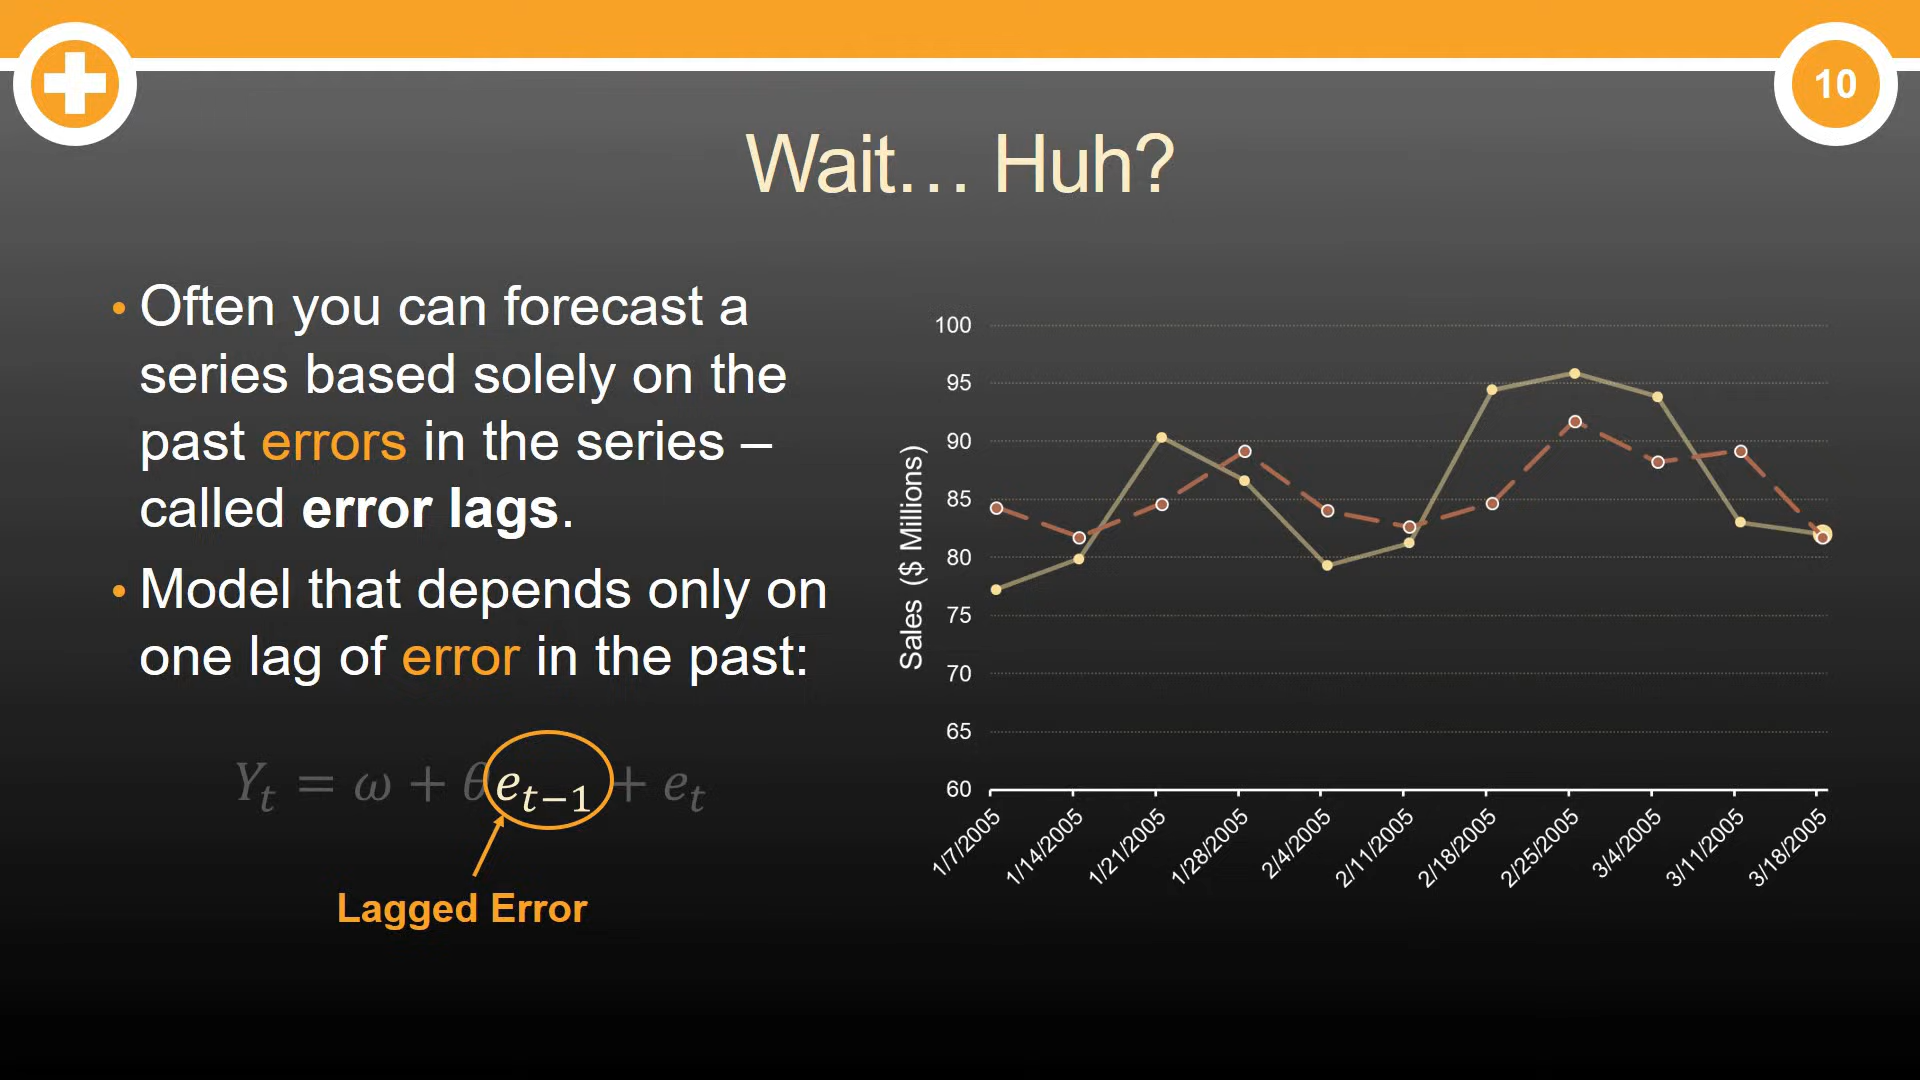 10
Wait… Huh?
• Often you can forecast a
series based solely on the
past errors in the series –
called error lags.
• Model that depends only on
one lag of error in the past:
Yₜ = ω + θeₜ₋₁ + eₜ
Lagged Error
Sales ($ Millions)
100
95
90
85
80
75
70
65
60
1/7/2005
1/14/2005
1/21/2005
1/28/2005
2/4/2005
2/11/2005
2/18/2005
2/25/2005
3/4/2005
3/11/2005
3/18/2005